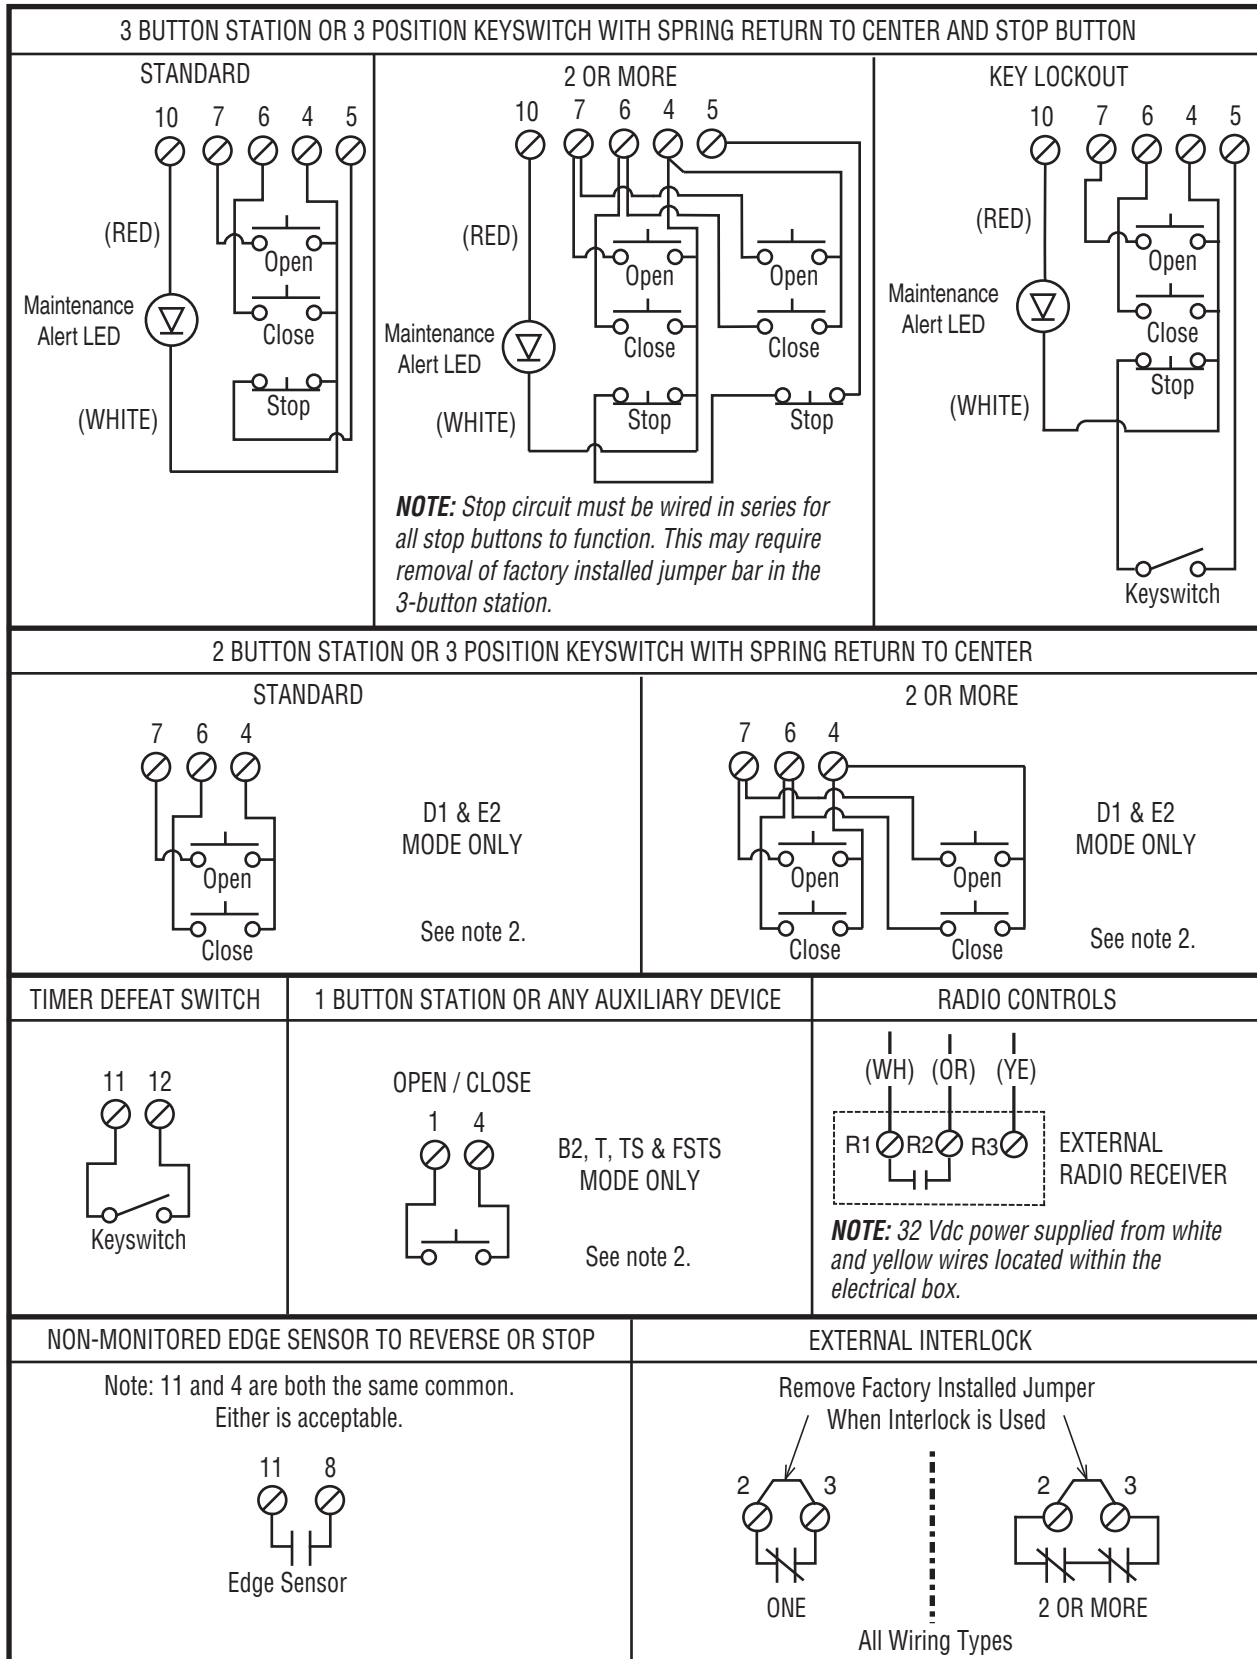 3 BUTTON STATION OR 3 POSITION KEYSWITCH WITH SPRING RETURN TO CENTER AND STOP BUTTON
STANDARD
10 7 6 4 5
(RED)
Open
Maintenance
Alert LED
Close
(WHITE)
Stop
2 OR MORE
10 7 6 4 5
(RED)
Open
Open
Maintenance
Alert LED
Close
Close
(WHITE)
Stop
Stop
NOTE: Stop circuit must be wired in series for
all stop buttons to function. This may require
removal of factory installed jumper bar in the
3-button station.
KEY LOCKOUT
10 7 6 4 5
(RED)
Open
Maintenance
Alert LED
Close
Stop
(WHITE)
Keyswitch
2 BUTTON STATION OR 3 POSITION KEYSWITCH WITH SPRING RETURN TO CENTER
STANDARD
7 6 4
D1 & E2
MODE ONLY
Open
See note 2.
Close
2 OR MORE
7 6 4
D1 & E2
MODE ONLY
Open
Open
See note 2.
Close
Close
TIMER DEFEAT SWITCH
11 12
Keyswitch
1 BUTTON STATION OR ANY AUXILIARY DEVICE
OPEN / CLOSE
1 4
B2, T, TS & FSTS
MODE ONLY
See note 2.
RADIO CONTROLS
(WH) (OR) (YE)
R1 R2 R3
EXTERNAL
RADIO RECEIVER
NOTE: 32 Vdc power supplied from white
and yellow wires located within the
electrical box.
NON-MONITORED EDGE SENSOR TO REVERSE OR STOP
Note: 11 and 4 are both the same common.
Either is acceptable.
11 8
Edge Sensor
EXTERNAL INTERLOCK
Remove Factory Installed Jumper
When Interlock is Used
2 3
2 3
ONE
2 OR MORE
All Wiring Types